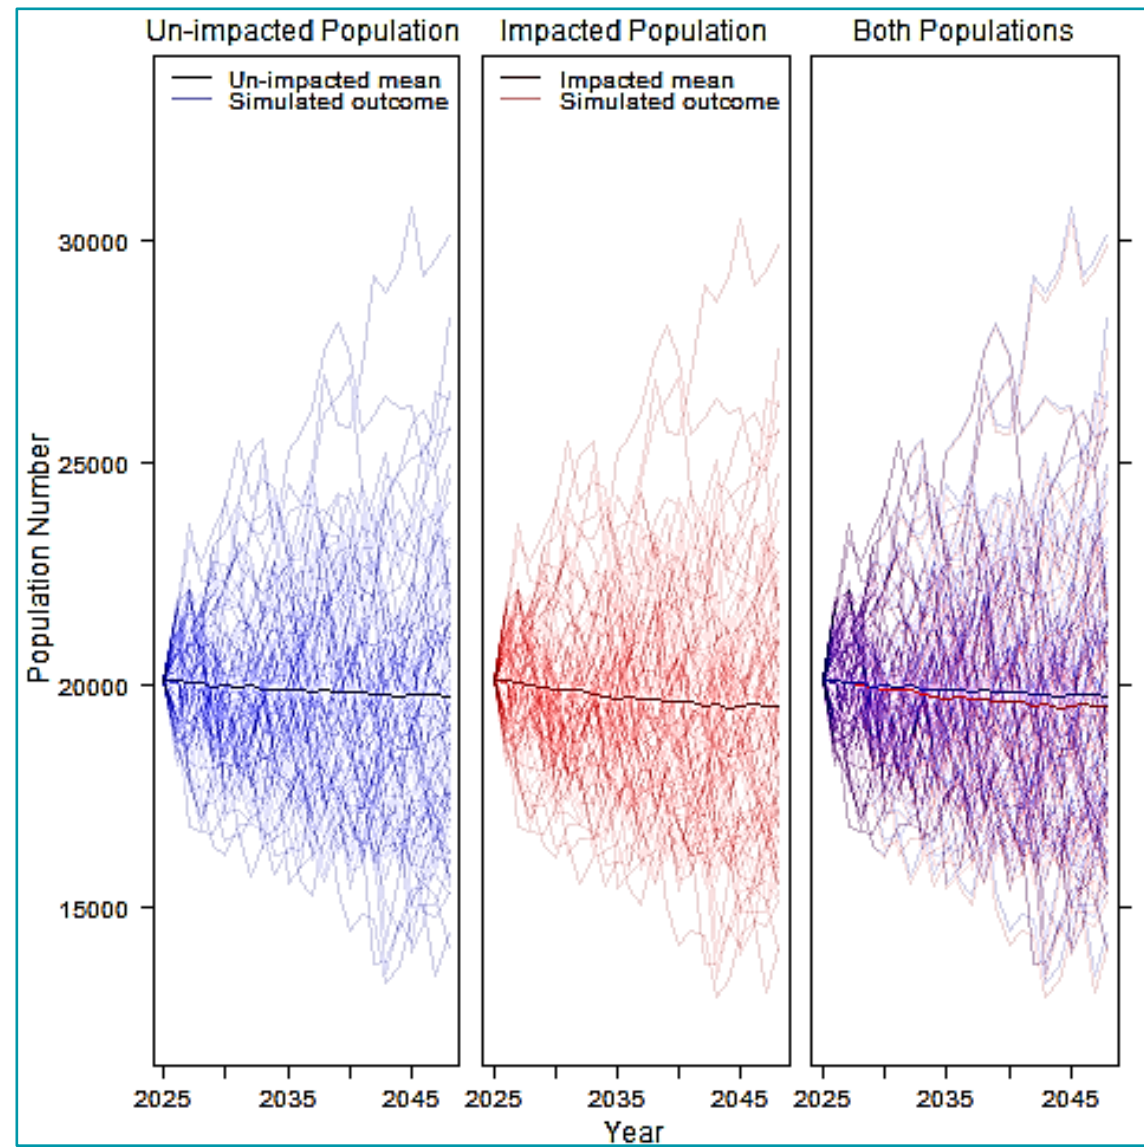 Un-impacted Population
Impacted Population
Both Populations
Un-impacted mean
Simulated outcome
Impacted mean
Simulated outcome
Population Number
30000
25000
20000
15000
2025
2035
2045
2025
2035
2045
2025
2035
2045
Year